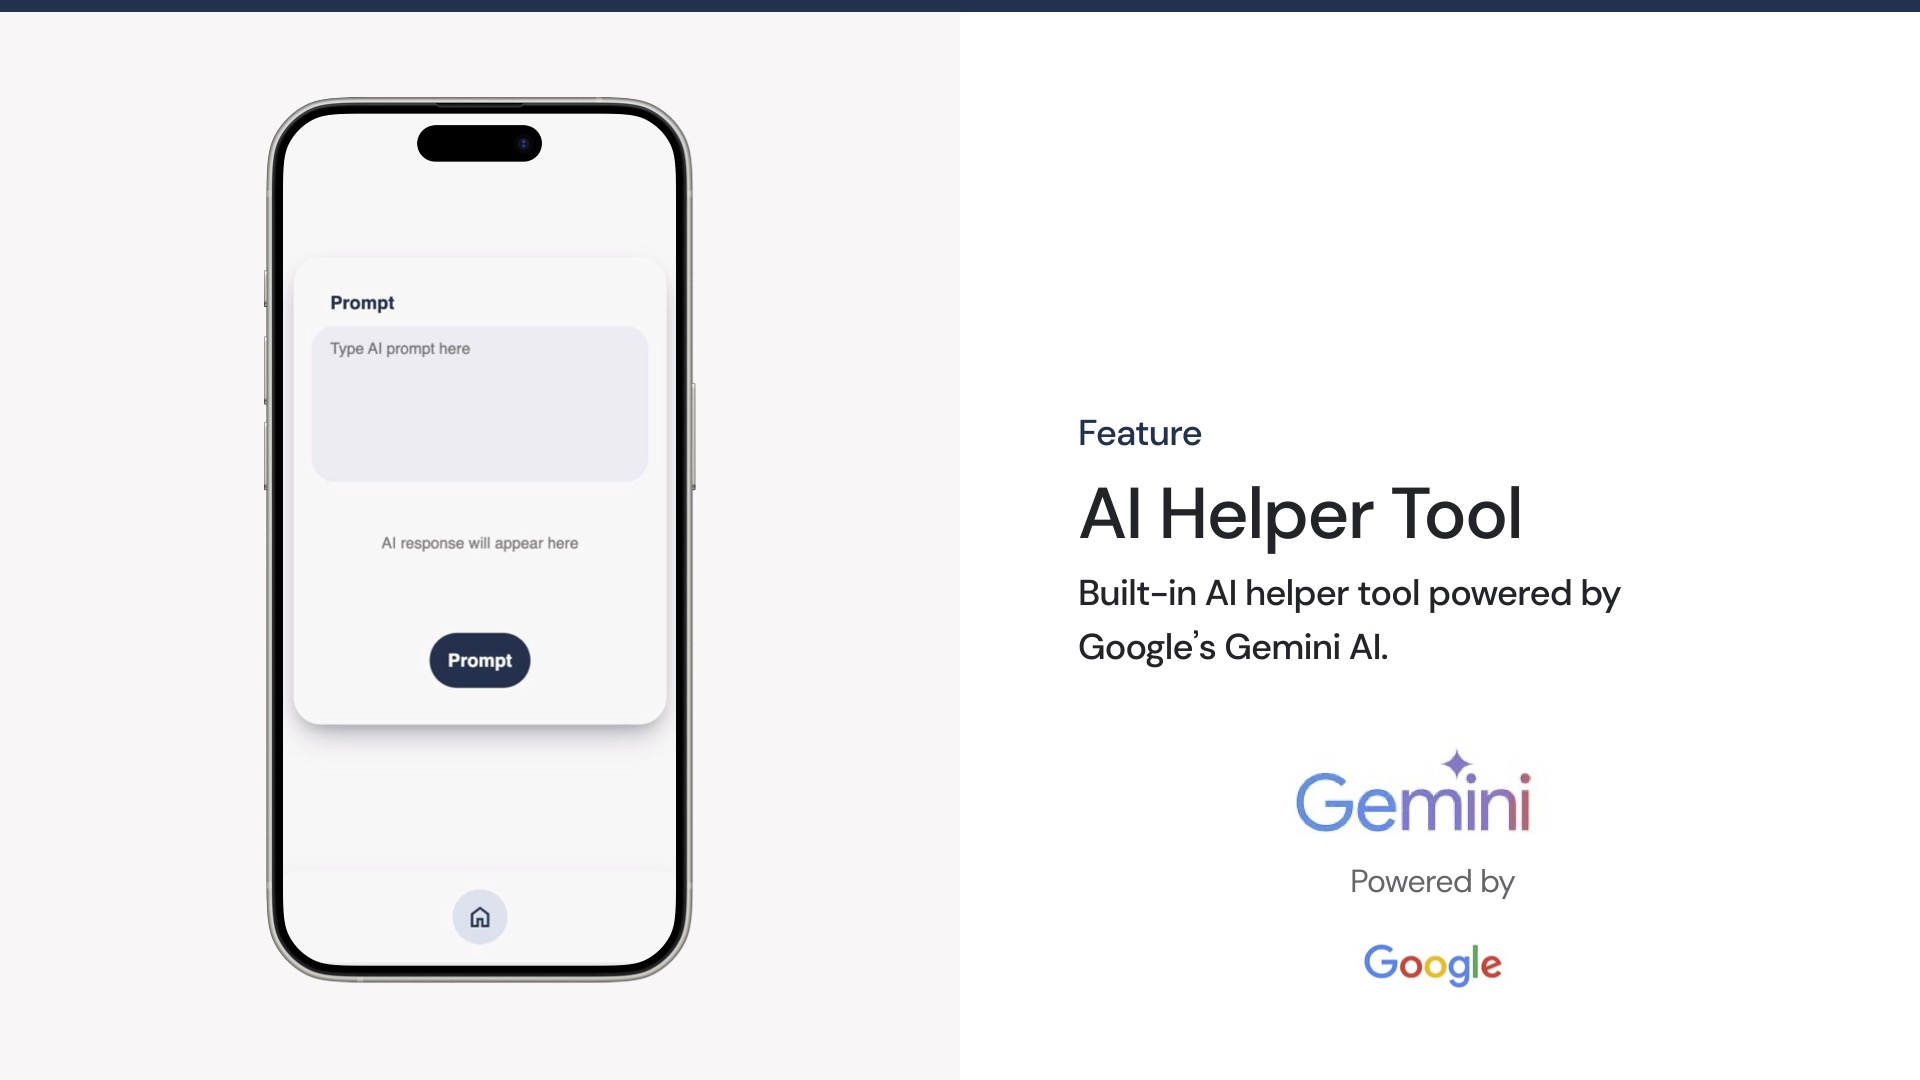 Prompt
Type AI prompt here
AI response will appear here
Prompt
Feature
AI Helper Tool
Built-in AI helper tool powered by
Google's Gemini AI.
Gemini
Powered by
Google